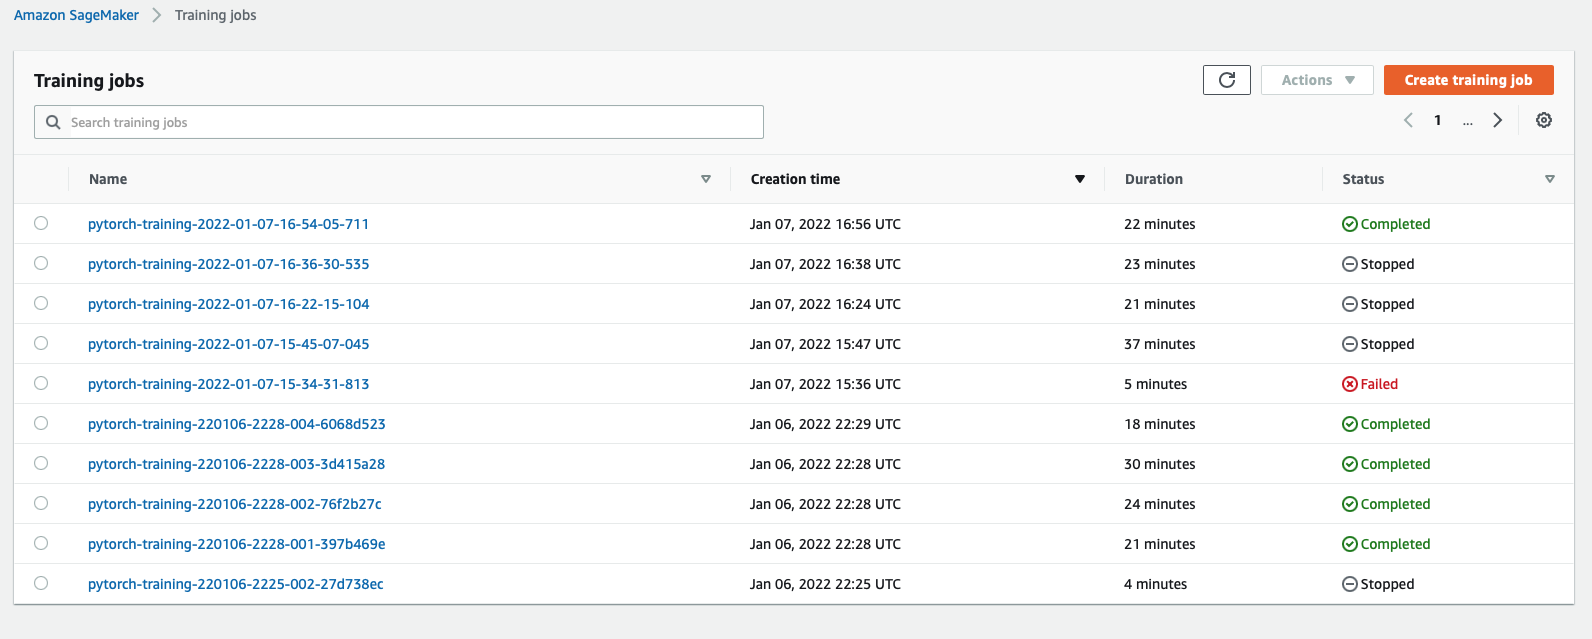 Amazon SageMaker > Training jobs
Training jobs
Actions
Create training job
Search training jobs
1 ...
Name Creation time Duration Status
pytorch-training-2022-01-07-16-54-05-711 Jan 07, 2022 16:56 UTC 22 minutes Completed
pytorch-training-2022-01-07-16-36-30-535 Jan 07, 2022 16:38 UTC 23 minutes Stopped
pytorch-training-2022-01-07-16-22-15-104 Jan 07, 2022 16:24 UTC 21 minutes Stopped
pytorch-training-2022-01-07-15-45-07-045 Jan 07, 2022 15:47 UTC 37 minutes Stopped
pytorch-training-2022-01-07-15-34-31-813 Jan 07, 2022 15:36 UTC 5 minutes Failed
pytorch-training-220106-2228-004-6068d523 Jan 06, 2022 22:29 UTC 18 minutes Completed
pytorch-training-220106-2228-003-3d415a28 Jan 06, 2022 22:28 UTC 30 minutes Completed
pytorch-training-220106-2228-002-76f2b27c Jan 06, 2022 22:28 UTC 24 minutes Completed
pytorch-training-220106-2228-001-397b469e Jan 06, 2022 22:28 UTC 21 minutes Completed
pytorch-training-220106-2225-002-27d738ec Jan 06, 2022 22:25 UTC 4 minutes Stopped